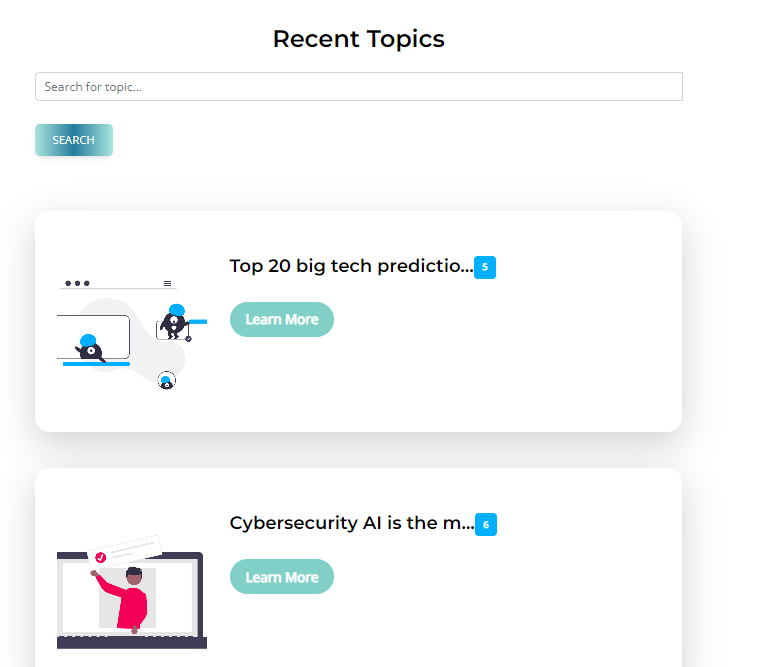 Recent Topics
Search for topic...
SEARCH
Top 20 big tech predictio...5
Learn More
Cybersecurity AI is the m...6
Learn More